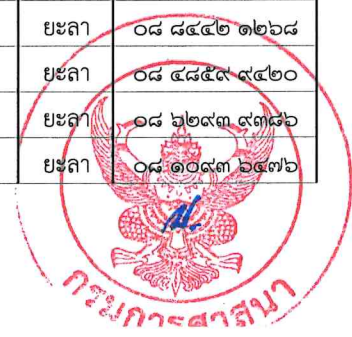 ยะลา ๐๘ ๘๔๔๒ ๑๒๖๘
ยะลา ๐๘ ๔๘๕๙ ๙๔๒๐
ยะลา ๐๘ ๖๒๙๓ ๙๓๘๖
ยะลา ๐๘ ๑๐๙๓ ๖๔๗๖
กรมการศาสนา